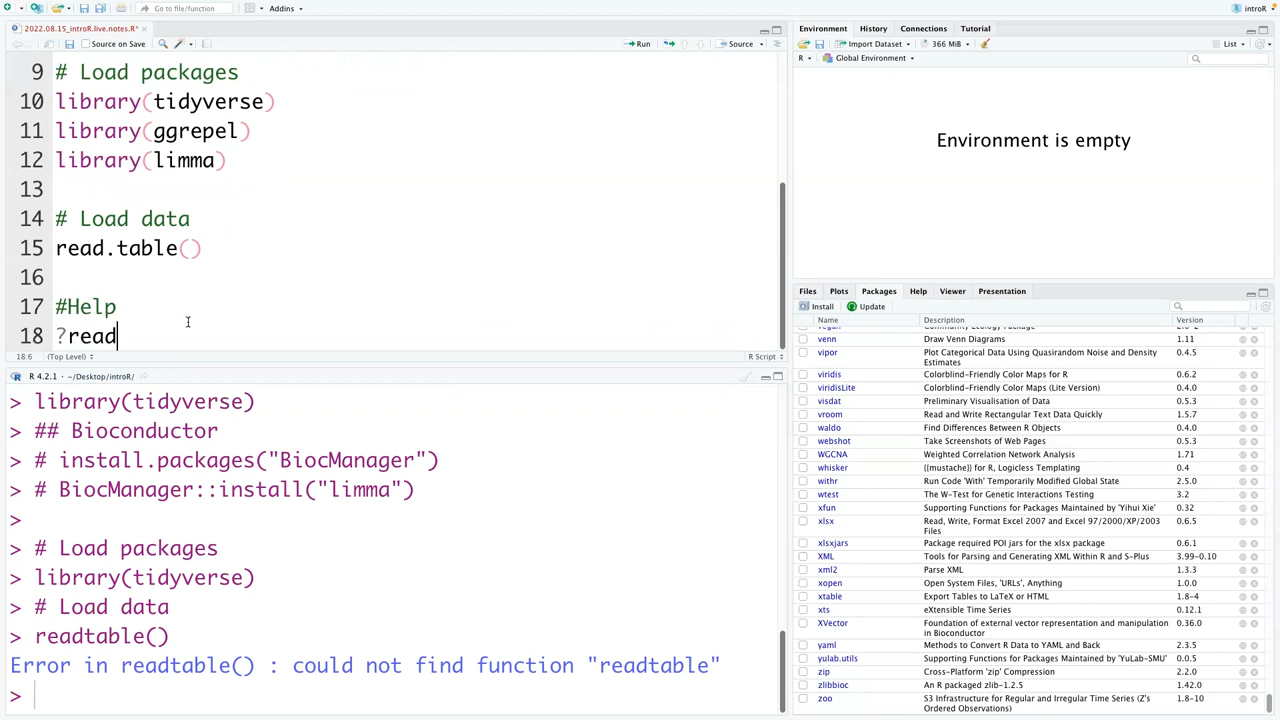 Go to file/function
Addins
introR
2022.08.15_introR.live.notes.R*
Source on Save
Run
Source
9 # Load packages
10 library(tidyverse)
11 library(ggrepel)
12 library(limma)
13
14 # Load data
15 read.table()
16
17 #Help
18 ?read
18:6 (Top Level)
R Script
R 4.2.1 · ~/Desktop/introR/
> library(tidyverse)
> ## Bioconductor
> # install.packages("BiocManager")
> # BiocManager::install("limma")
>
> # Load packages
> library(tidyverse)
> # Load data
> readtable()
Error in readtable() : could not find function "readtable"
>
Environment History Connections Tutorial
Import Dataset 366 MiB List
R Global Environment
Environment is empty
Files Plots Packages Help Viewer Presentation
Install Update
Name Description Version
venn Draw Venn Diagrams 1.11
vipor Plot Categorical Data Using Quasirandom Noise and Density 0.4.5
Estimates
viridis Colorblind-Friendly Color Maps for R 0.6.2
viridisLite Colorblind-Friendly Color Maps (Lite Version) 0.4.0
visdat Preliminary Visualisation of Data 0.5.3
vroom Read and Write Rectangular Text Data Quickly 1.5.7
waldo Find Differences Between R Objects 0.4.0
webshot Take Screenshots of Web Pages 0.5.3
WGCNA Weighted Correlation Network Analysis 1.71
whisker {{mustache}} for R, Logicless Templating 0.4
withr Run Code 'With' Temporarily Modified Global State 2.5.0
wtest The W-Test for Genetic Interactions Testing 3.2
xfun Supporting Functions for Packages Maintained by 'Yihui Xie' 0.32
xlsx Read, Write, Format Excel 2007 and Excel 97/2000/XP/2003 0.6.5
Files
xlsxjars Package required POI jars for the xlsx package 0.6.1
XML Tools for Parsing and Generating XML Within R and S-Plus 3.99-0.10
xml2 Parse XML 1.3.3
xopen Open System Files, 'URLs', Anything 1.0.0
xtable Export Tables to LaTeX or HTML 1.8-4
xts eXtensible Time Series 0.12.1
XVector Foundation of external vector representation and manipulation 0.36.0
in Bioconductor
yaml Methods to Convert R Data to YAML and Back 2.3.5
yulab.utils Supporting Functions for Packages Maintained by 'YuLab-SMU' 0.0.5
zip Cross-Platform 'zip' Compression 2.2.0
zlibbioc An R packaged zlib-1.2.5 1.42.0
zoo S3 Infrastructure for Regular and Irregular Time Series (Z's 1.8-10
Ordered Observations)